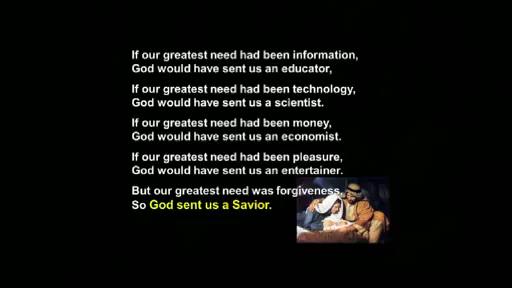 If our greatest need had been information,
God would have sent us an educator,
If our greatest need had been technology,
God would have sent us a scientist.
If our greatest need had been money,
God would have sent us an economist.
If our greatest need had been pleasure,
God would have sent us an entertainer.
But our greatest need was forgiveness,
So God sent us a Savior.